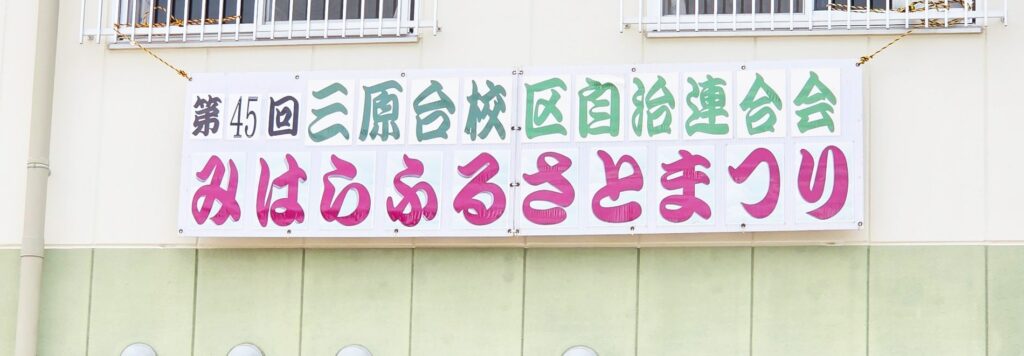 第45回三原台校区自治連合会
みはらふるさとまつり